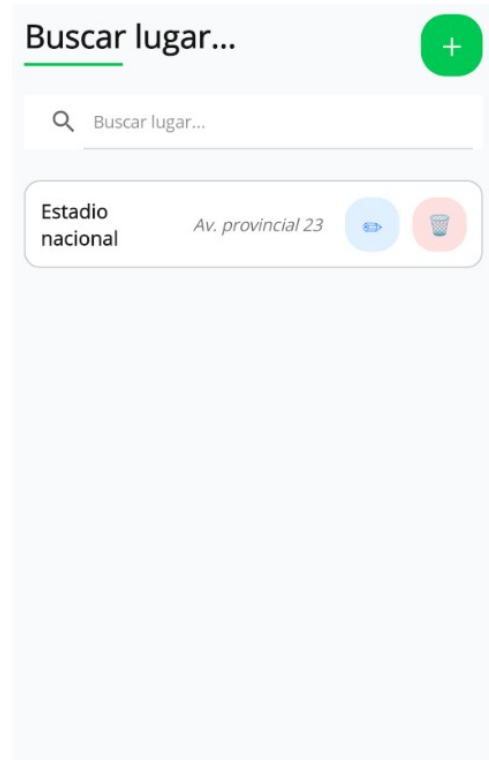 Buscar lugar...
+
Buscar lugar...
Estadio
nacional
Av. provincial 23